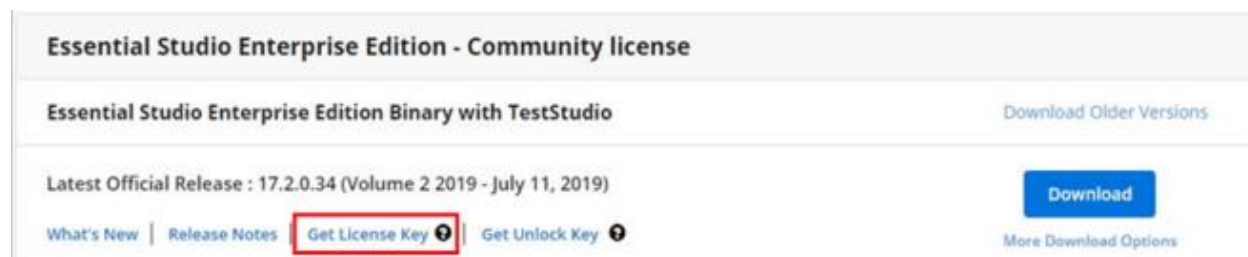 Essential Studio Enterprise Edition - Community license
Essential Studio Enterprise Edition Binary with TestStudio
Download Older Versions
Latest Official Release : 17.2.0.34 (Volume 2 2019 - July 11, 2019)
Download
What's New | Release Notes | Get License Key ? | Get Unlock Key ?
More Download Options